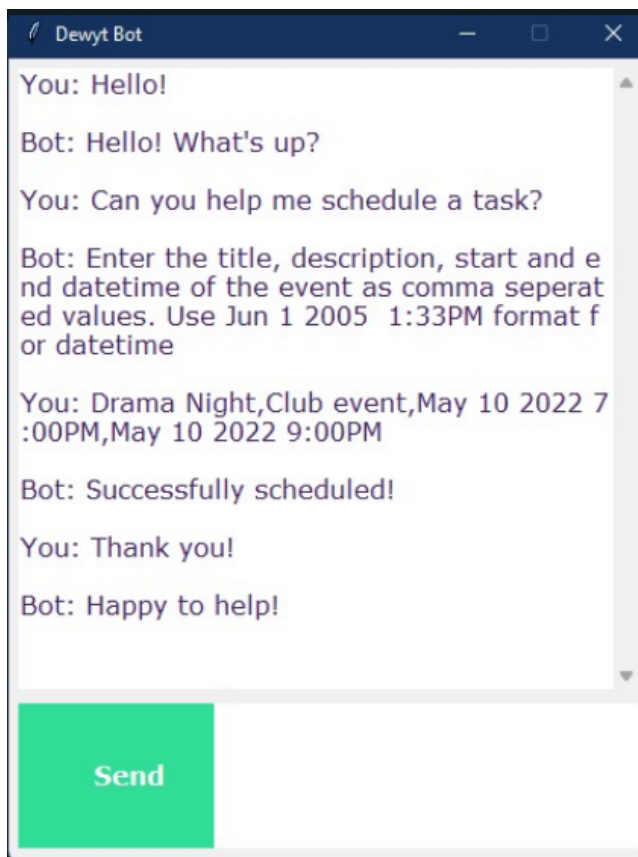 Dewyt Bot
You: Hello!
Bot: Hello! What's up?
You: Can you help me schedule a task?
Bot: Enter the title, description, start and e
nd datetime of the event as comma seperat
ed values. Use Jun 1 2005  1:33PM format f
or datetime
You: Drama Night,Club event,May 10 2022 7
:00PM,May 10 2022 9:00PM
Bot: Successfully scheduled!
You: Thank you!
Bot: Happy to help!
Send